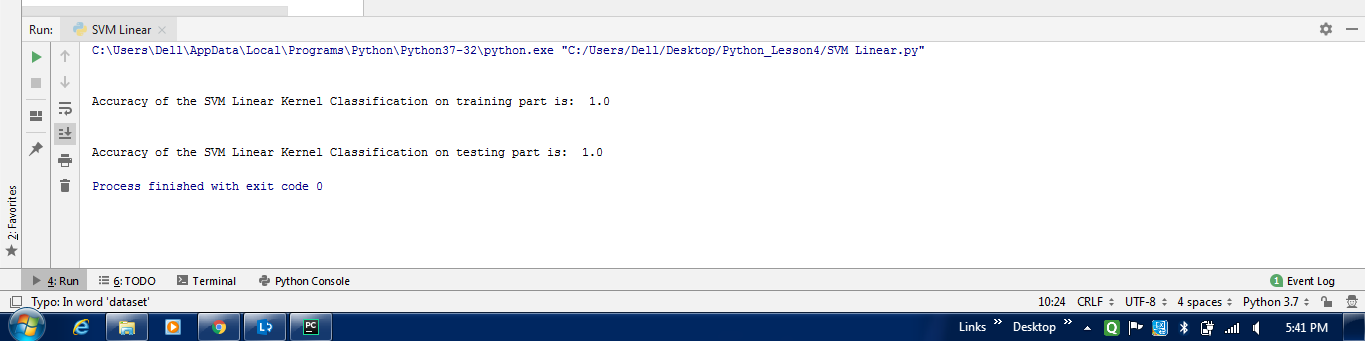 Run: SVM Linear
C:\Users\Dell\AppData\Local\Programs\Python\Python37-32\python.exe "C:/Users/Dell/Desktop/Python_Lesson4/SVM Linear.py"
Accuracy of the SVM Linear Kernel Classification on training part is:  1.0
Accuracy of the SVM Linear Kernel Classification on testing part is:  1.0
Process finished with exit code 0
2: Favorites
4: Run 6: TODO Terminal Python Console 1 Event Log
Typo: In word 'dataset' 10:24 CRLF UTF-8 4 spaces Python 3.7
PC Links » Desktop » Q 5:41 PM